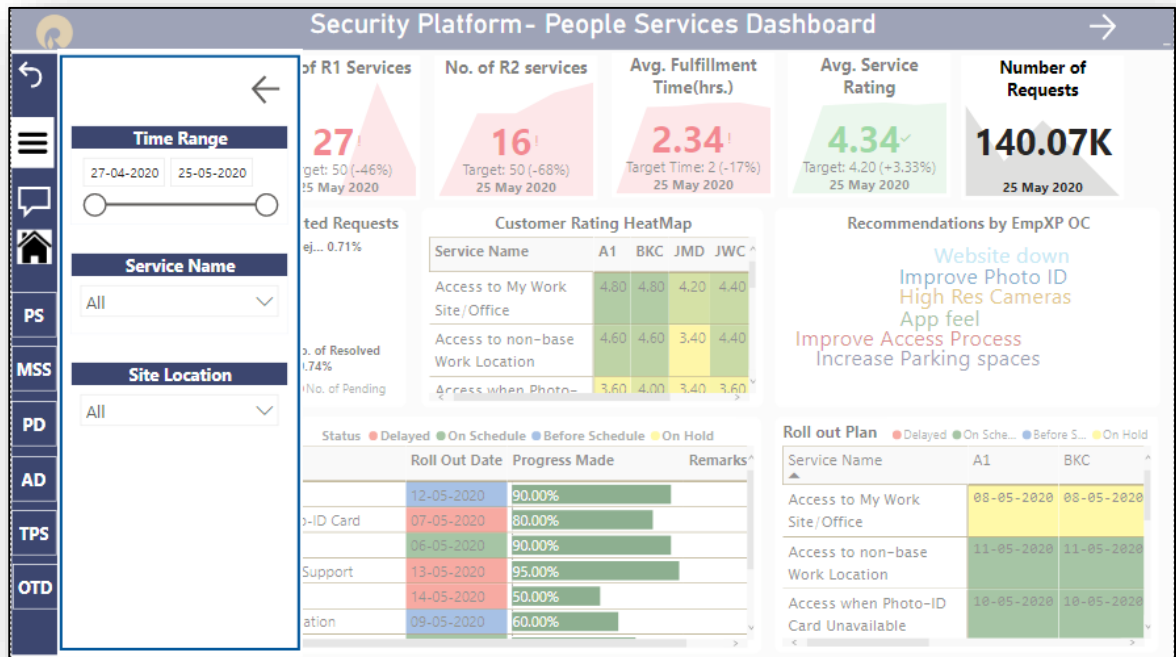 Security Platform- People Services Dashboard
Time Range
27-04-2020 25-05-2020
Service Name
All
Site Location
All
PS
MSS
PD
AD
TPS
OTD
of R1 Services
27!
get: 50 (-46%)
25 May 2020
No. of R2 services
16!
Target: 50 (-68%)
25 May 2020
Avg. Fulfillment
Time(hrs.)
2.34!
Target Time: 2 (-17%)
25 May 2020
Avg. Service
Rating
4.34
Target: 4.20 (+3.33%)
25 May 2020
Number of
Requests
140.07K
25 May 2020
ted Requests
ej... 0.71%
o. of Resolved
.74%
No. of Pending
Customer Rating HeatMap
Service Name A1 BKC JMD JWC
Access to My Work
Site/Office 4.80 4.80 4.20 4.40
Access to non-base
Work Location 4.60 4.60 3.40 4.40
Access when Photo- 3.60 4.00 3.40 3.60
Recommendations by EmpXP OC
Website down
Improve Photo ID
High Res Cameras
App feel
Improve Access Process
Increase Parking spaces
Status Delayed On Schedule Before Schedule On Hold
Roll Out Date Progress Made Remarks
12-05-2020 90.00%
o-ID Card 07-05-2020 80.00%
06-05-2020 90.00%
Support 13-05-2020 95.00%
14-05-2020 50.00%
ation 09-05-2020 60.00%
Roll out Plan Delayed On Sche... Before S... On Hold
Service Name A1 BKC
Access to My Work
Site/Office 08-05-2020 08-05-2020
Access to non-base
Work Location 11-05-2020 11-05-2020
Access when Photo-ID
Card Unavailable 10-05-2020 10-05-2020